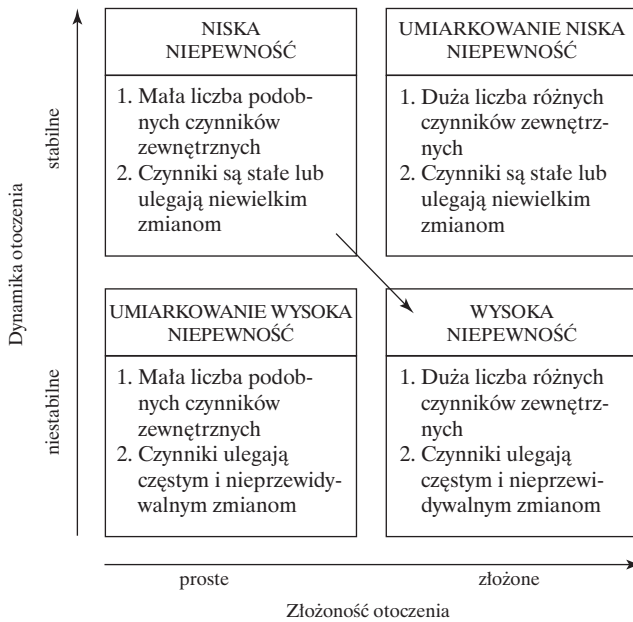 NISKA
NIEPEWNOŚĆ
1. Mała liczba podob-
nych czynników
zewnętrznych
2. Czynniki są stałe lub
ulegają niewielkim
zmianom
UMIARKOWANIE NISKA
NIEPEWNOŚĆ
1. Duża liczba różnych
czynników zewnętrz-
nych
2. Czynniki są stałe lub
ulegają niewielkim
zmianom
UMIARKOWANIE WYSOKA
NIEPEWNOŚĆ
1. Mała liczba podob-
nych czynników
zewnętrznych
2. Czynniki ulegają
częstym i nieprzewidy-
walnym zmianom
WYSOKA
NIEPEWNOŚĆ
1. Duża liczba różnych
czynników zewnętrz-
nych
2. Czynniki ulegają
częstym i nieprzewi-
dywalnym zmianom
Dynamika otoczenia
stabilne
niestabilne
proste
złożone
Złożoność otoczenia